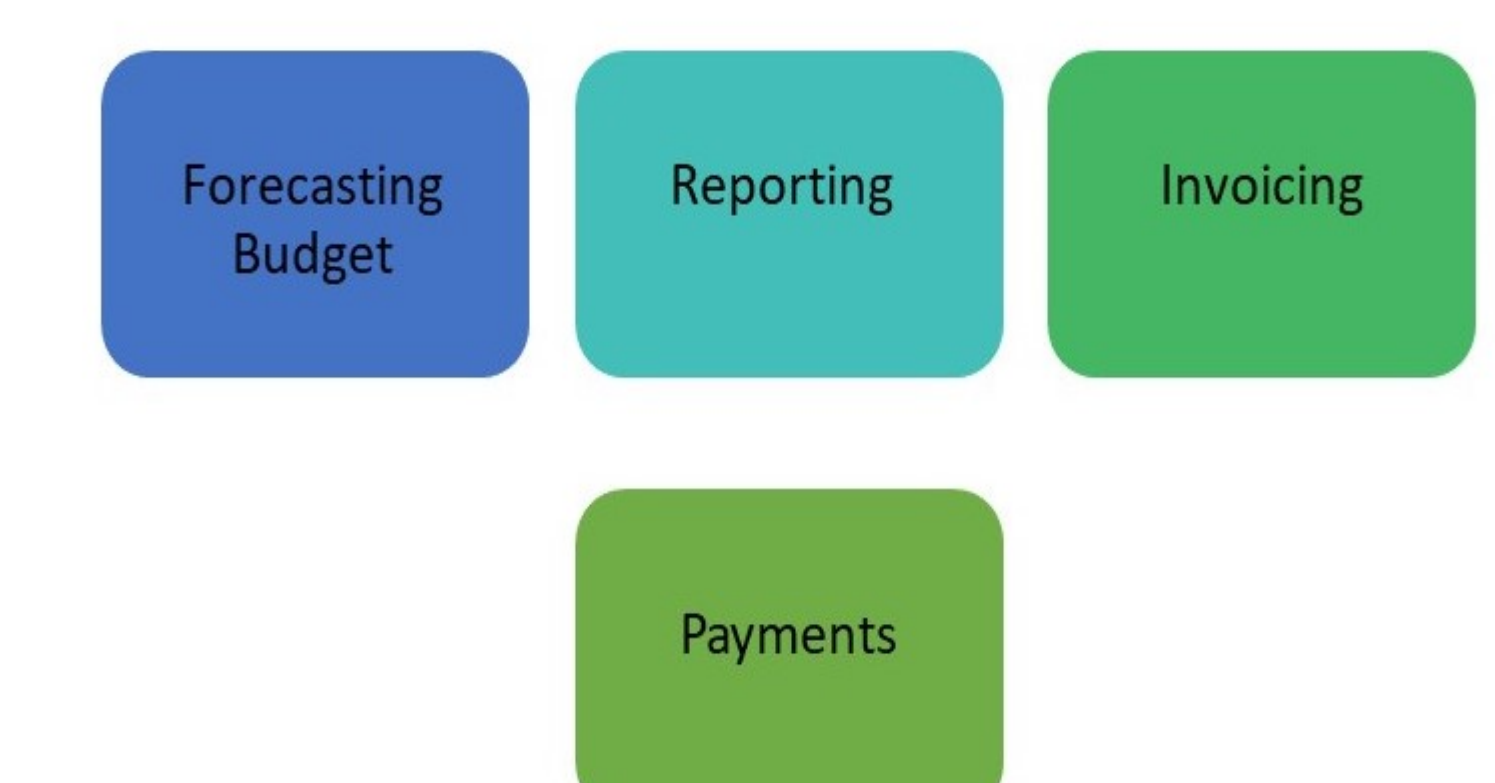 Forecasting
Budget
Reporting
Invoicing
Payments